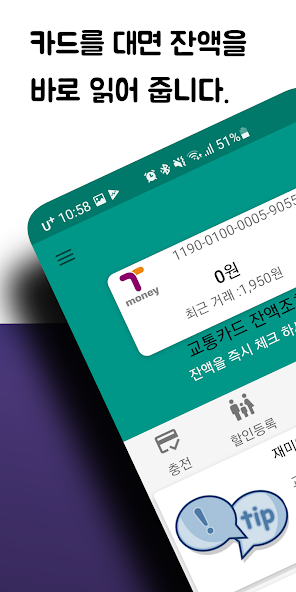 카드를 대면 잔액을
바로 읽어 줍니다.
U+ 10:58 51%
1190-0100-0005-9055
T money
0원
최근 거래 :1,950원
교통카드 잔액조
잔액을 즉시 체크 하
충전
할인등록
재미
! tip